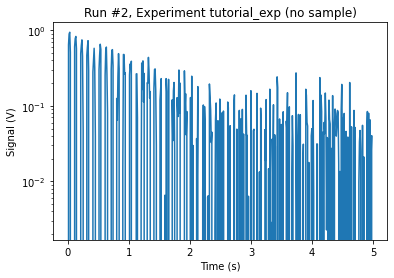 Run #2, Experiment tutorial_exp (no sample)
10⁰
10⁻¹
10⁻²
Signal (V)
0 1 2 3 4 5
Time (s)